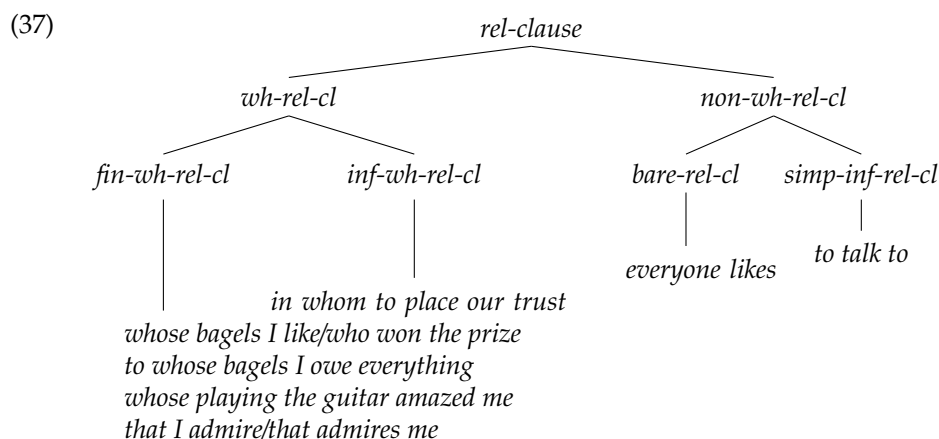 (37)
rel-clause
wh-rel-cl non-wh-rel-cl
fin-wh-rel-cl inf-wh-rel-cl bare-rel-cl simp-inf-rel-cl
to talk to
everyone likes
in whom to place our trust
whose bagels I like/who won the prize
to whose bagels I owe everything
whose playing the guitar amazed me
that I admire/that admires me